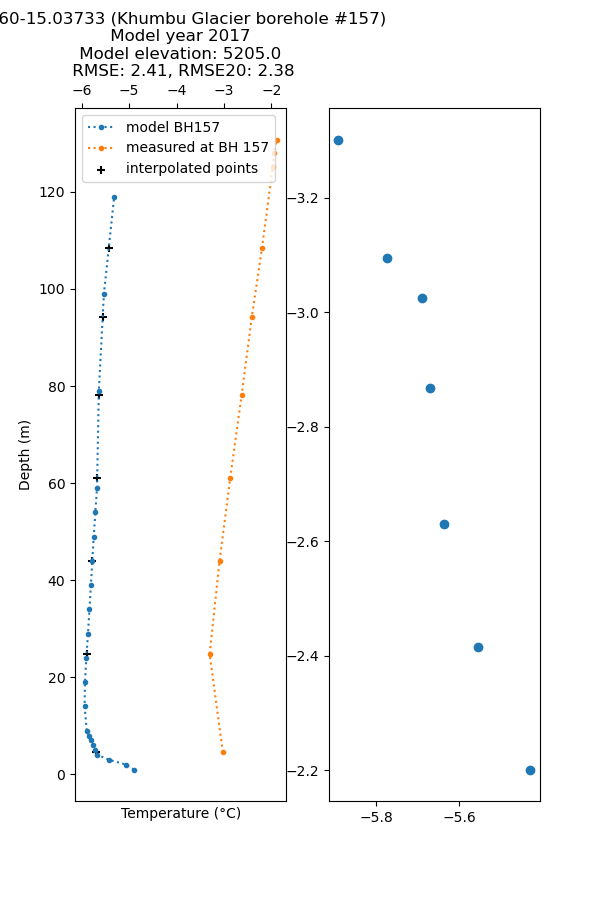 60-15.03733 (Khumbu Glacier borehole #157)
Model year 2017
Model elevation: 5205.0
RMSE: 2.41, RMSE20: 2.38
−6 −5 −4 −3 −2
model BH157
measured at BH 157
interpolated points
120
100
80
60
40
20
0
Depth (m)
Temperature (°C)
−3.2
−3.0
−2.8
−2.6
−2.4
−2.2
−5.8 −5.6